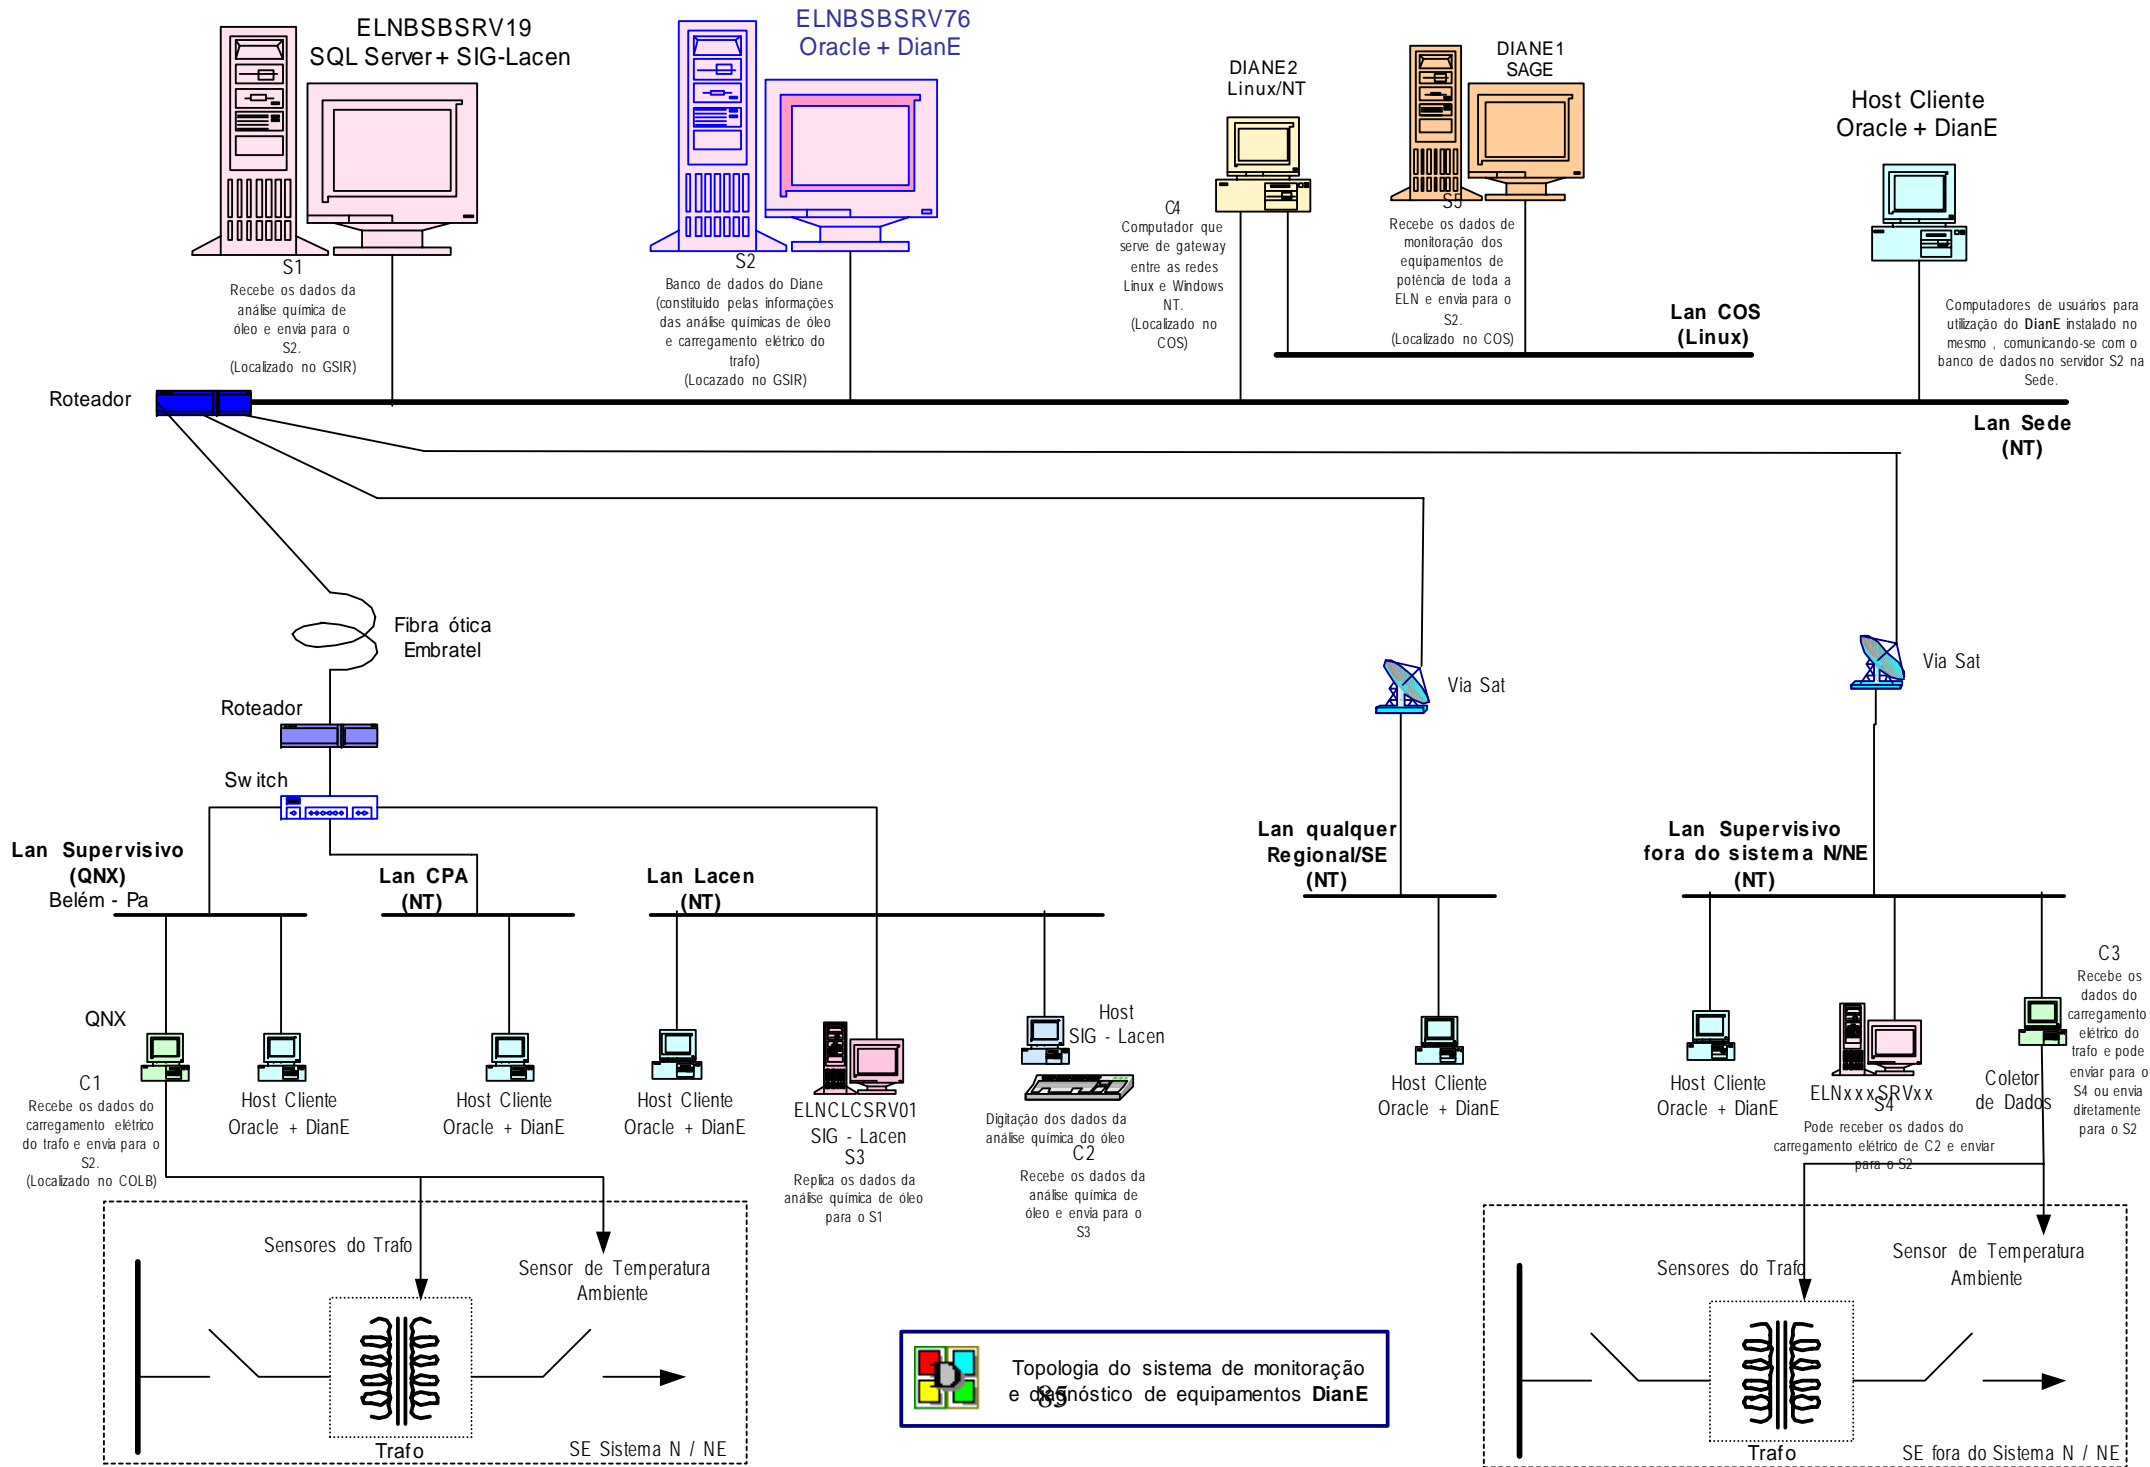 ELNBSBSRV19
SQL Server + SIG-Lacen
S1
Recebe os dados da
análise química de
óleo e envia para o
S2.
(Localizado no GSIR)
ELNBSBSRV76
Oracle + DianE
S2
Banco de dados do Diane
(constituido pelas informações
das análise químicas de óleo
e carregamento elétrico do
trafo)
(Locazado no GSIR)
DIANE2
Linux/NT
C4
Computador que
serve de gateway
entre as redes
Linux e Windows
NT.
(Localizado no
COS)
DIANE1
SAGE
S5
Recebe os dados de
monitoração dos
equipamentos de
potência de toda a
ELN e envia para o
S2.
(Localizado no COS)
Lan COS
(Linux)
Host Cliente
Oracle + DianE
Computadores de usuários para
utilização do DianE instalado no
mesmo , comunicando-se com o
banco de dados no servidor S2 na
Sede.
Roteador
Lan Sede
(NT)
Fibra ótica
Embratel
Via Sat
Via Sat
Roteador
Switch
Lan Supervisivo
(QNX)
Belém - Pa
Lan CPA
(NT)
Lan Lacen
(NT)
Lan qualquer
Regional/SE
(NT)
Lan Supervisivo
fora do sistema N/NE
(NT)
QNX
C1
Recebe os dados do
carregamento elétrico
do trafo e envia para o
S2.
(Localizado no COLB)
Host Cliente
Oracle + DianE
Host Cliente
Oracle + DianE
Host Cliente
Oracle + DianE
ELNCLCSRV01
SIG - Lacen
S3
Replica os dados da
análise química de óleo
para o S1
Host
SIG - Lacen
Digitação dos dados da
análise química do óleo
C2
Recebe os dados da
análise química de
óleo e envia para o
S3
Host Cliente
Oracle + DianE
Host Cliente
Oracle + DianE
ELNxxxSRVxx
S4
Pode receber os dados do
carregamento elétrico de C2 e enviar
para o S2
Coletor
de Dados
C3
Recebe os
dados do
carregamento
elétrico do
trafo e pode
enviar para o
S4 ou envia
diretamente
para o S2
Sensores do Trafo
Sensor de Temperatura
Ambiente
Trafo
SE Sistema N / NE
D
Topologia do sistema de monitoração
e diagnóstico de equipamentos DianE
85
Sensores do Trafo
Sensor de Temperatura
Ambiente
Trafo
SE fora do Sistema N / NE